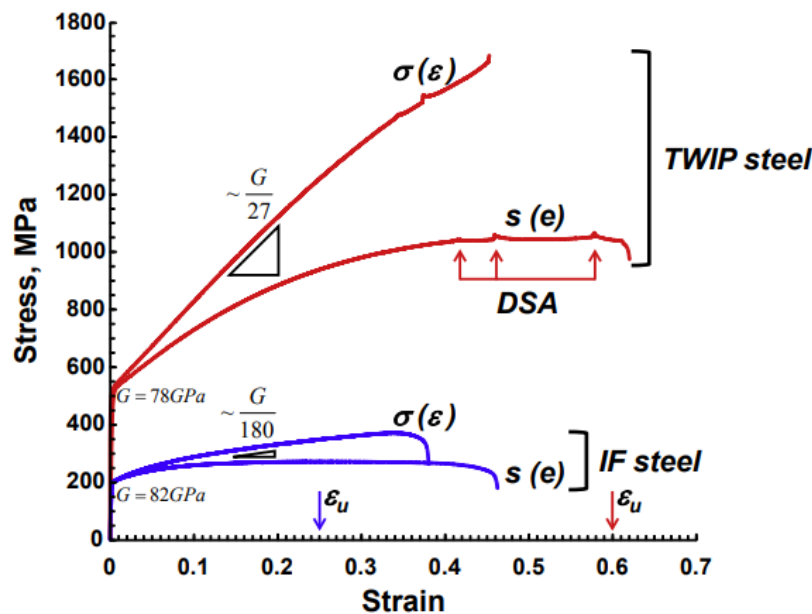 Stress, MPa
1800
1600
1400
1200
1000
800
600
400
200
0
σ(ε)
~ G/27
TWIP steel
s (e)
DSA
G = 78GPa
~ G/180
σ(ε)
IF steel
s (e)
G = 82GPa
εu
εu
0 0.1 0.2 0.3 0.4 0.5 0.6 0.7
Strain